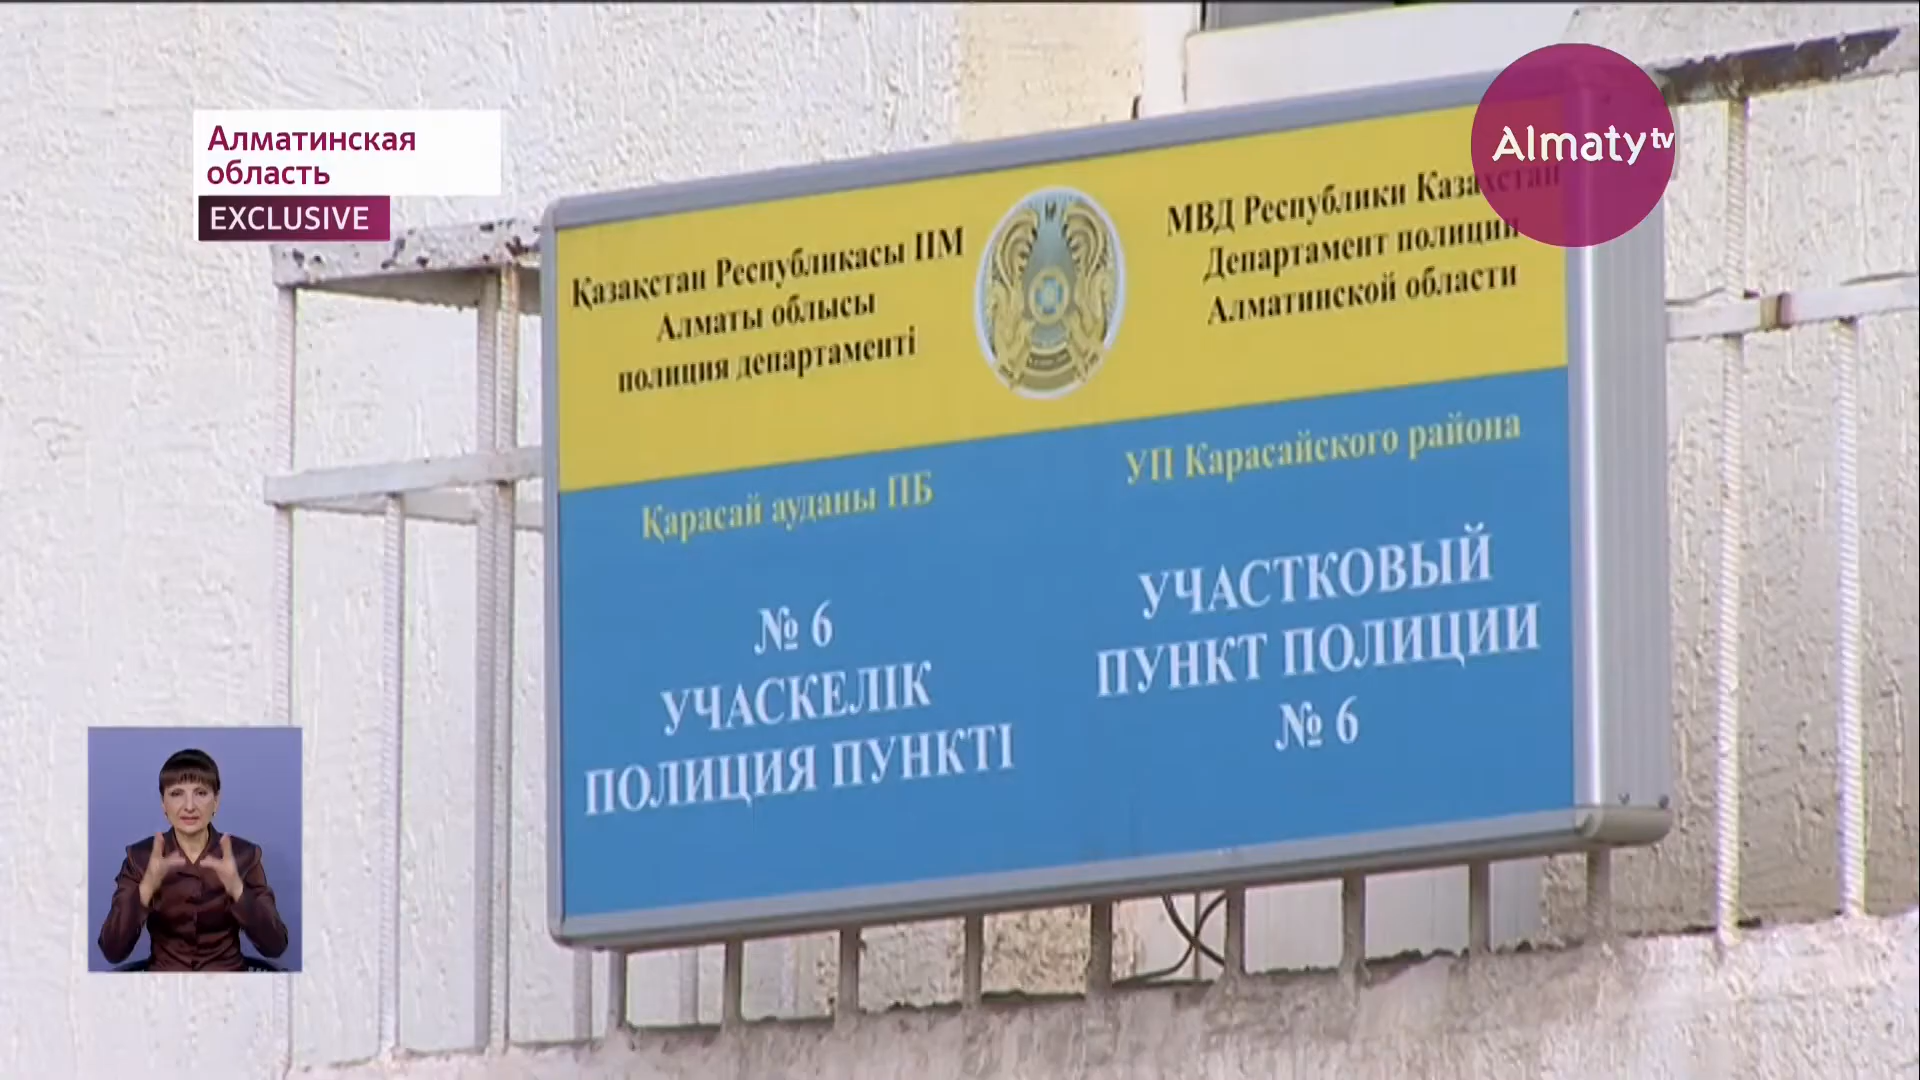 Алматинская
область
EXCLUSIVE
Almaty tv
Қазақстан Республикасы ІІМ
Алматы облысы
полиция департаменті
МВД Республики Казахстан
Департамент полиции
Алматинской области
Қарасай ауданы ПБ
№ 6
УЧАСКЕЛІК
ПОЛИЦИЯ ПУНКТІ
УП Карасайского района
УЧАСТКОВЫЙ
ПУНКТ ПОЛИЦИИ
№ 6